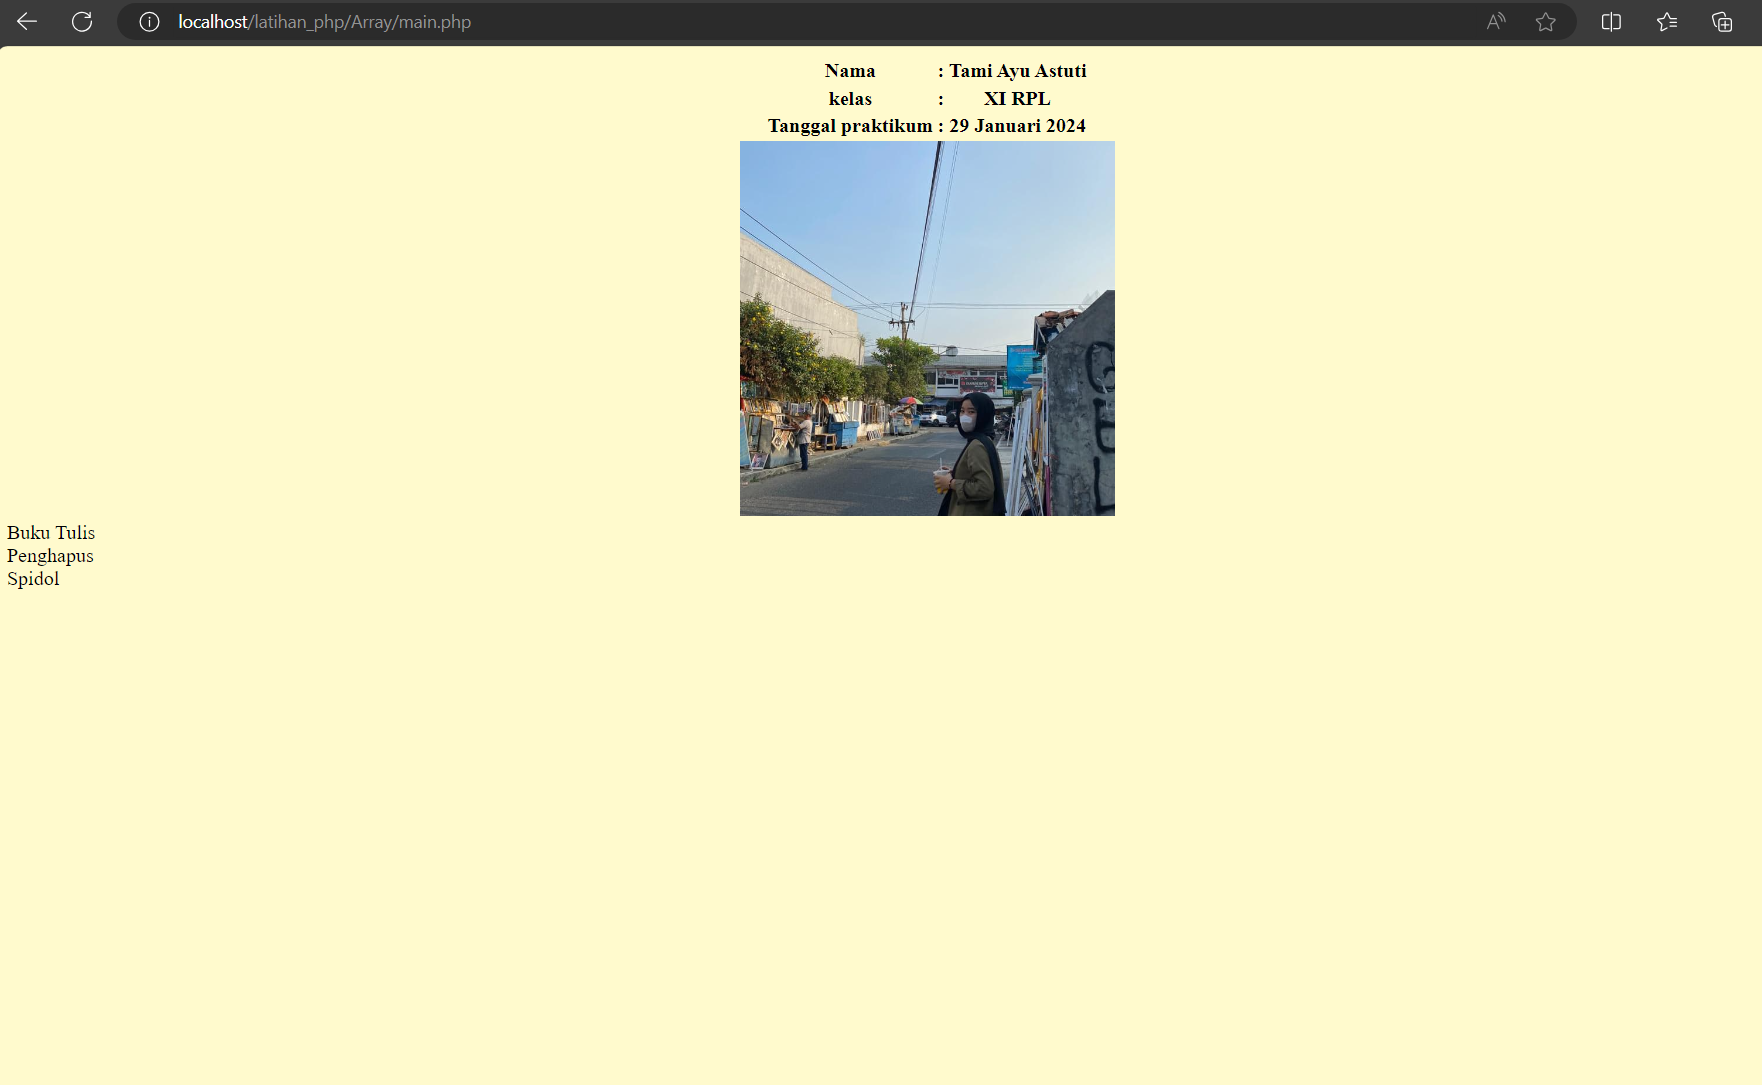 localhost/latihan_php/Array/main.php
Nama : Tami Ayu Astuti
kelas : XI RPL
Tanggal praktikum : 29 Januari 2024
Buku Tulis
Penghapus
Spidol